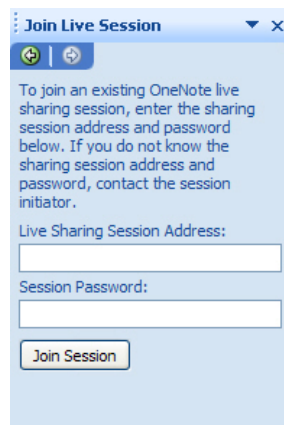 Join Live Session
To join an existing OneNote live
sharing session, enter the sharing
session address and password
below. If you do not know the
sharing session address and
password, contact the session
initiator.
Live Sharing Session Address:
Session Password:
Join Session